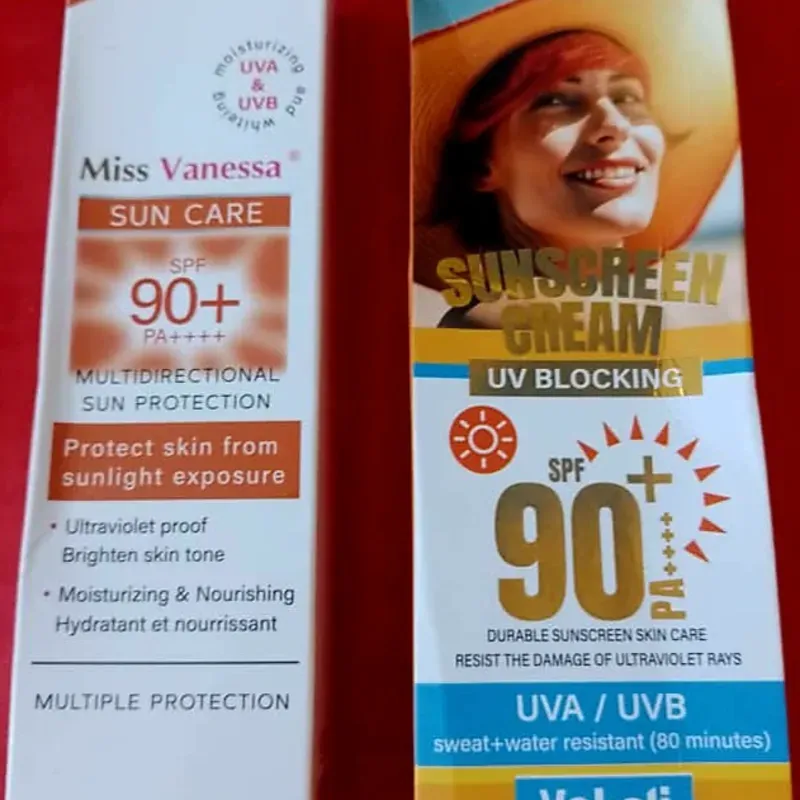 moisturizing and whiteing
UVA
&
UVB
Miss Vanessa®
SUN CARE
SPF
90+
PA++++
MULTIDIRECTIONAL
SUN PROTECTION
Protect skin from
sunlight exposure
• Ultraviolet proof
Brighten skin tone
• Moisturizing & Nourishing
Hydratant et nourrissant
MULTIPLE PROTECTION
SUNSCREEN
CREAM
UV BLOCKING
SPF
90+
PA++++
DURABLE SUNSCREEN SKIN CARE
RESIST THE DAMAGE OF ULTRAVIOLET RAYS
UVA / UVB
sweat+water resistant (80 minutes)